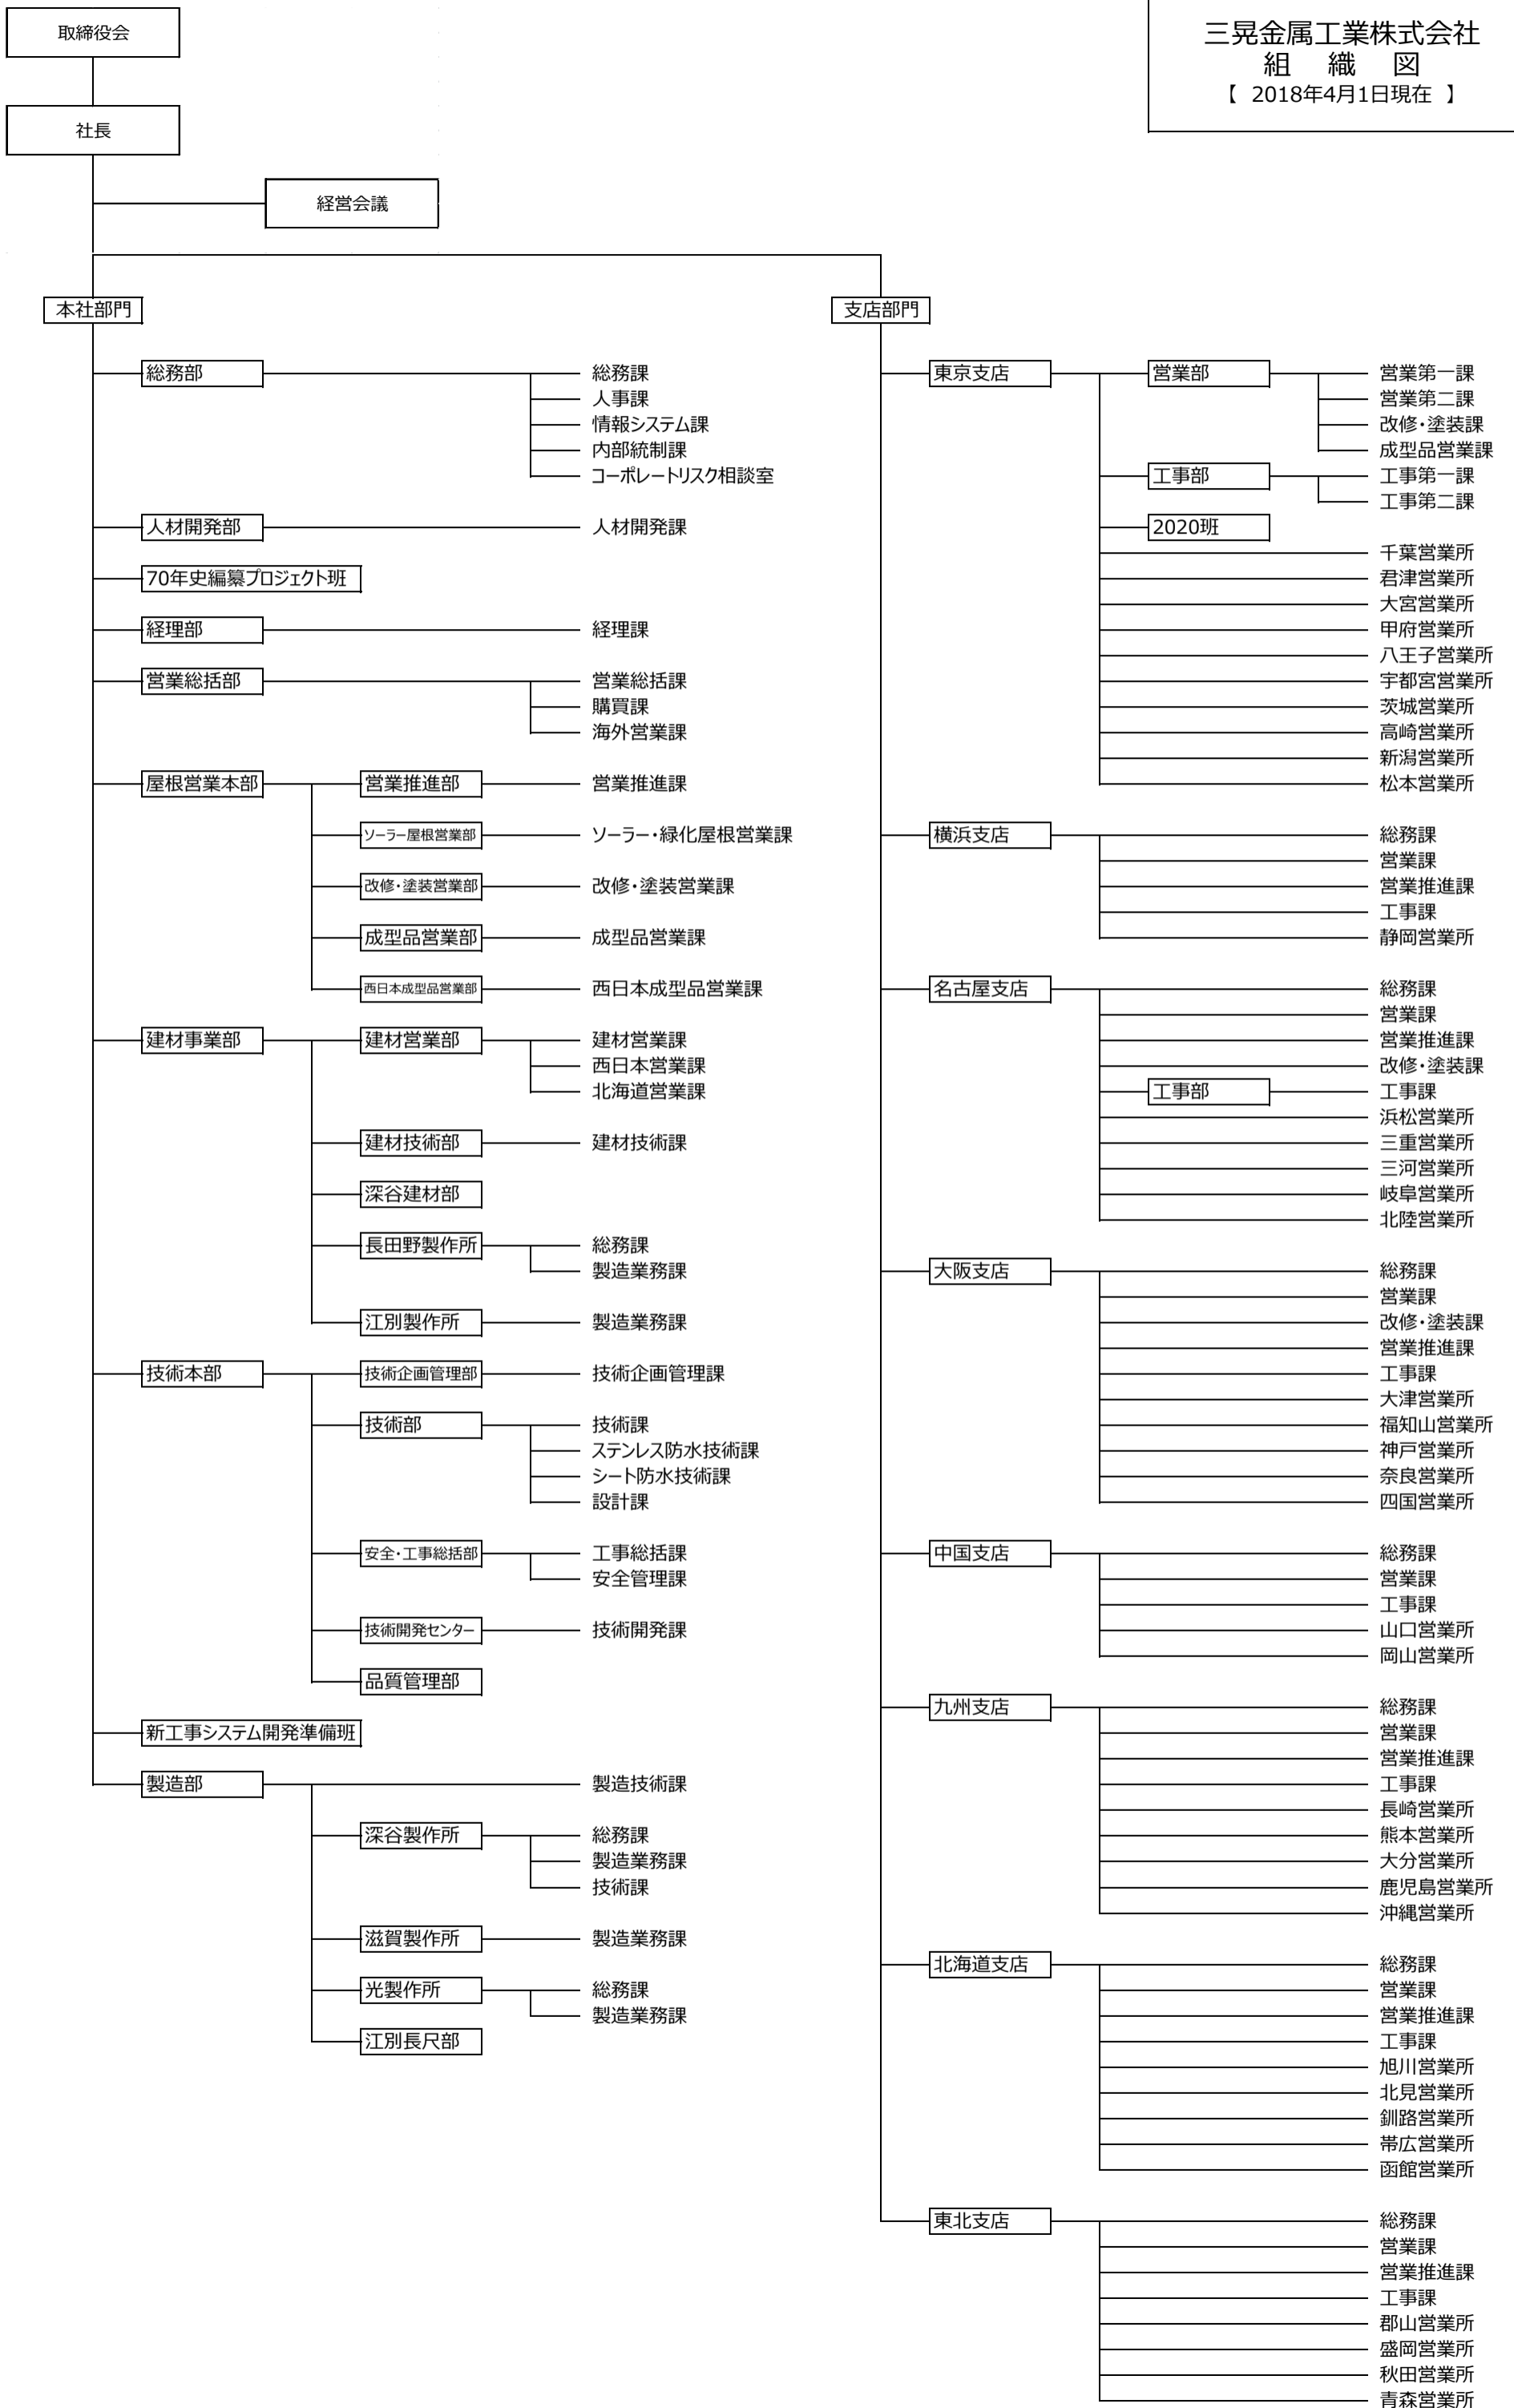 三晃金属工業株式会社
組 織 図
【 2018年4月1日現在 】
取締役会
社長
経営会議
本社部門
総務部
総務課
人事課
情報システム課
内部統制課
コーポレートリスク相談室
人材開発部
人材開発課
70年史編纂プロジェクト班
経理部
経理課
営業総括部
営業総括課
購買課
海外営業課
屋根営業本部
営業推進部
営業推進課
ソーラー屋根営業部
ソーラー・緑化屋根営業課
改修・塗装営業部
改修・塗装営業課
成型品営業部
成型品営業課
西日本成型品営業部
西日本成型品営業課
建材事業部
建材営業部
建材営業課
西日本営業課
北海道営業課
建材技術部
建材技術課
深谷建材部
長田野製作所
総務課
製造業務課
江別製作所
製造業務課
技術本部
技術企画管理部
技術企画管理課
技術部
技術課
ステンレス防水技術課
シート防水技術課
設計課
安全・工事総括部
工事総括課
安全管理課
技術開発センター
技術開発課
品質管理部
新工事システム開発準備班
製造部
製造技術課
深谷製作所
総務課
製造業務課
技術課
滋賀製作所
製造業務課
光製作所
総務課
製造業務課
江別長尺部
支店部門
東京支店
営業部
営業第一課
営業第二課
改修・塗装課
成型品営業課
工事部
工事第一課
工事第二課
2020班
千葉営業所
君津営業所
大宮営業所
甲府営業所
八王子営業所
宇都宮営業所
茨城営業所
高崎営業所
新潟営業所
松本営業所
横浜支店
総務課
営業課
営業推進課
工事課
静岡営業所
名古屋支店
総務課
営業課
営業推進課
改修・塗装課
工事部
工事課
浜松営業所
三重営業所
三河営業所
岐阜営業所
北陸営業所
大阪支店
総務課
営業課
改修・塗装課
営業推進課
工事課
大津営業所
福知山営業所
神戸営業所
奈良営業所
四国営業所
中国支店
総務課
営業課
工事課
山口営業所
岡山営業所
九州支店
総務課
営業課
営業推進課
工事課
長崎営業所
熊本営業所
大分営業所
鹿児島営業所
沖縄営業所
北海道支店
総務課
営業課
営業推進課
工事課
旭川営業所
北見営業所
釧路営業所
帯広営業所
函館営業所
東北支店
総務課
営業課
営業推進課
工事課
郡山営業所
盛岡営業所
秋田営業所
青森営業所